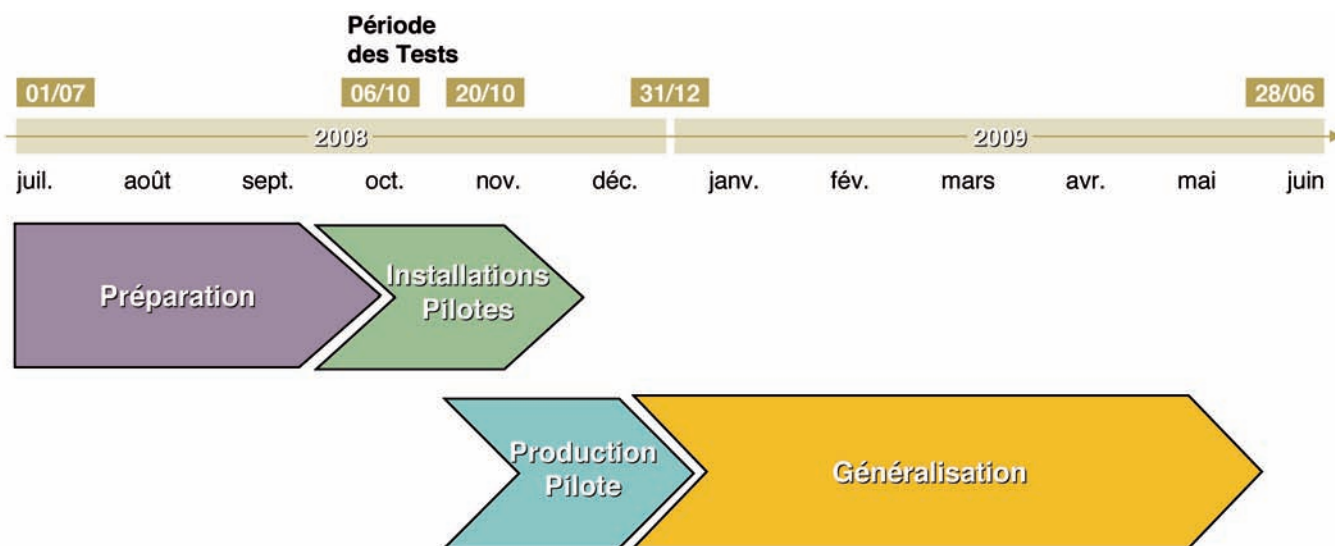 Période
des Tests
01/07 06/10 20/10 31/12 28/06
2008 2009
juil. août sept. oct. nov. déc. janv. fév. mars avr. mai juin
Préparation
Installations
Pilotes
Production
Pilote
Généralisation